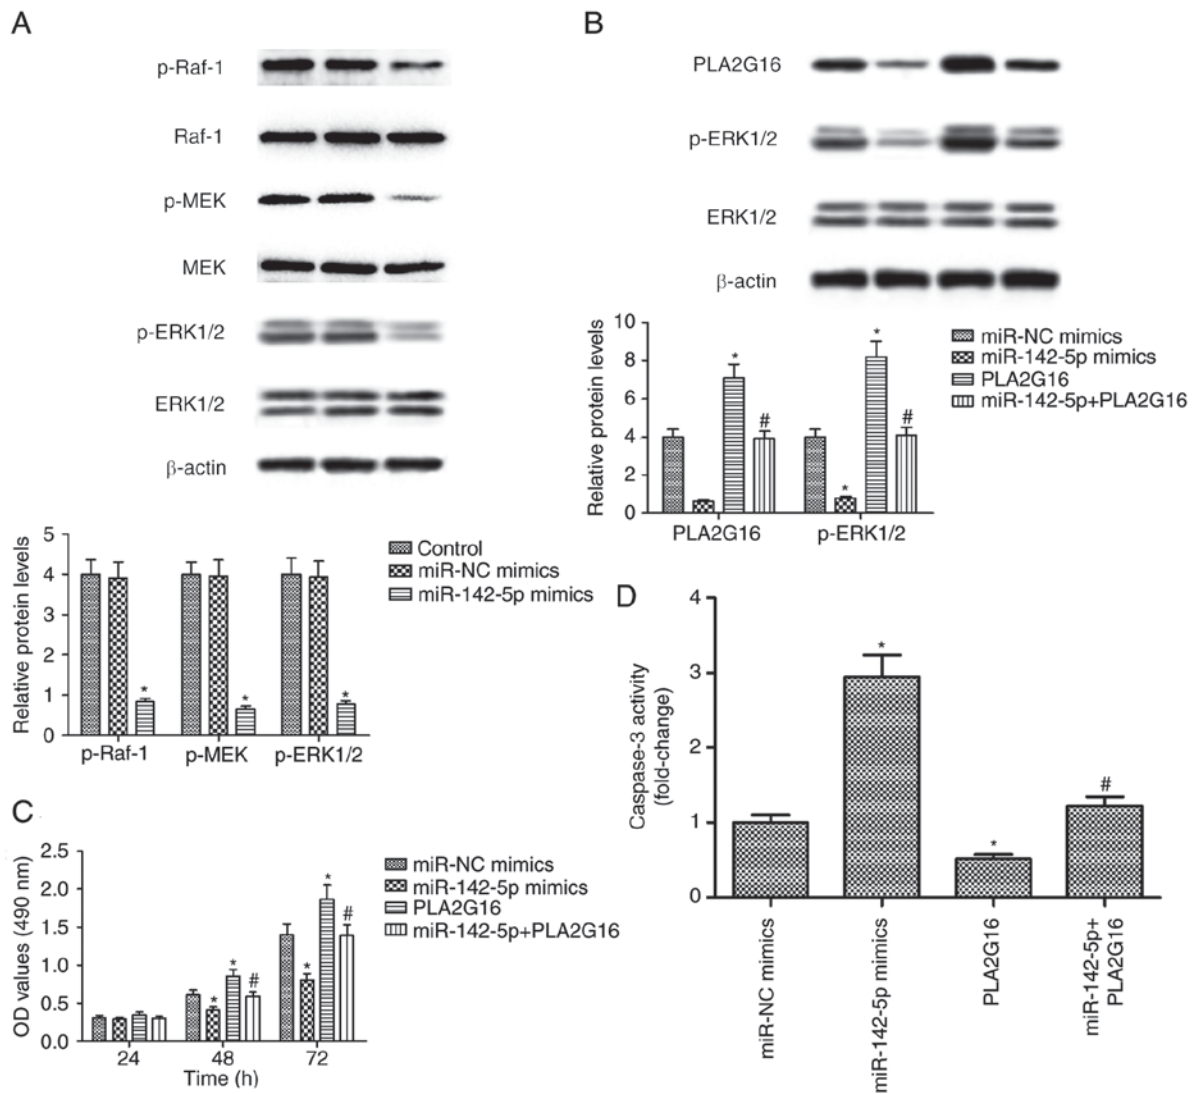 A
p-Raf-1
Raf-1
p-MEK
MEK
p-ERK1/2
ERK1/2
β-actin
Relative protein levels
5
4
3
2
1
0
*
*
*
p-Raf-1
p-MEK
p-ERK1/2
Control
miR-NC mimics
miR-142-5p mimics
B
PLA2G16
p-ERK1/2
ERK1/2
β-actin
Relative protein levels
10
8
6
4
2
0
*
#
*
*
#
PLA2G16
p-ERK1/2
miR-NC mimics
miR-142-5p mimics
PLA2G16
miR-142-5p+PLA2G16
C
OD values (490 nm)
2.5
2.0
1.5
1.0
0.5
0.0
*
*
#
*
*
#
24
48
72
Time (h)
miR-NC mimics
miR-142-5p mimics
PLA2G16
miR-142-5p+PLA2G16
D
Caspase-3 activity
(fold-change)
4
3
2
1
0
*
*
#
miR-NC mimics
miR-142-5p mimics
PLA2G16
miR-142-5p+
PLA2G16